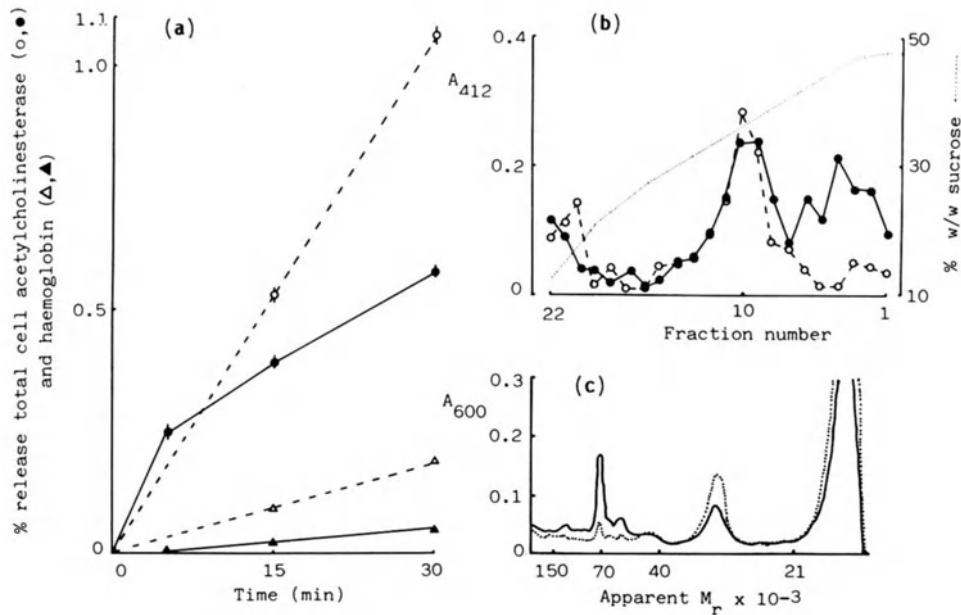 % release total cell acetylcholinesterase (o,●)
and haemoglobin (△,▲)
1.1
1.0
0.5
0
(a)
0
15
30
Time (min)
A412
0.4
0.2
0
(b)
50
30
10
% w/w sucrose ......
22
10
1
Fraction number
A600
0.3
0.1
0
(c)
150
70
40
21
Apparent Mr x 10-3